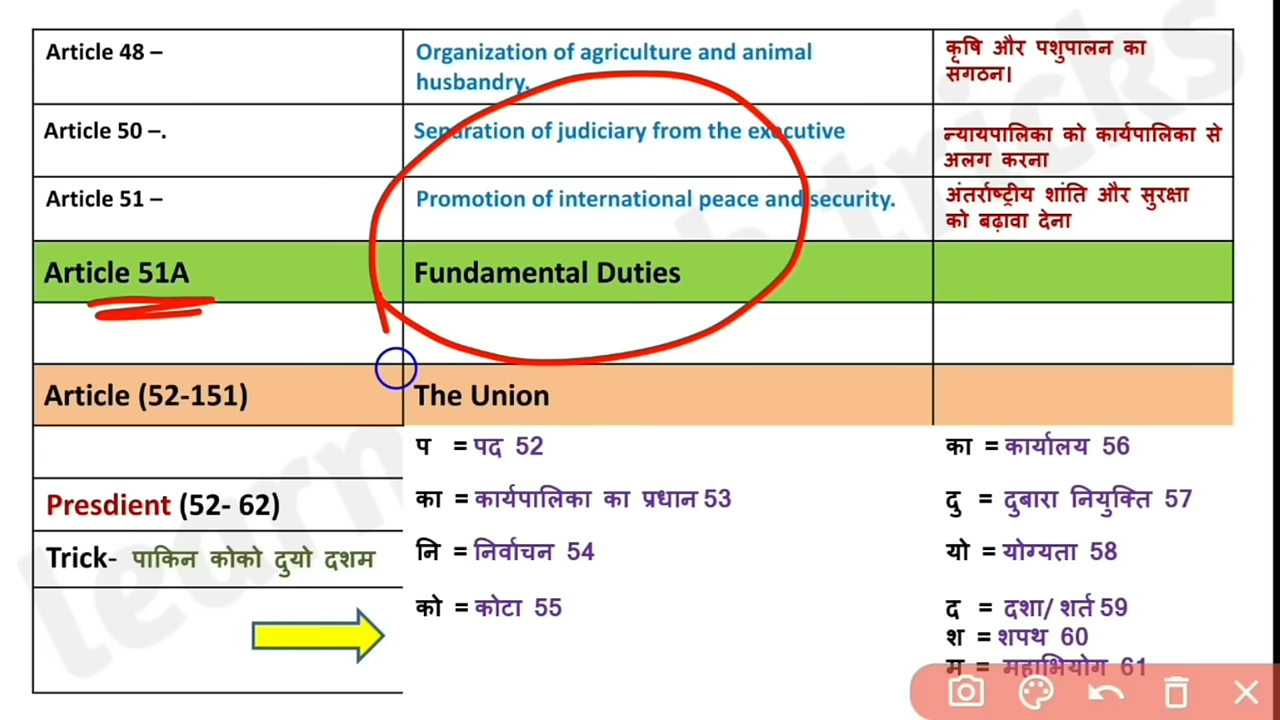 Article 48 –
Organization of agriculture and animal
husbandry.
कृषि और पशुपालन का
संगठन।
Article 50 –.
Separation of judiciary from the executive
न्यायपालिका को कार्यपालिका से
अलग करना
Article 51 –
Promotion of international peace and security.
अंतर्राष्ट्रीय शांति और सुरक्षा
को बढ़ावा देना
Article 51A
Fundamental Duties
Article (52-151)
The Union
प = पद 52
का = कार्यालय 56
Presdient (52- 62)
का = कार्यपालिका का प्रधान 53
दु = दुबारा नियुक्ति 57
Trick- पाकिन कोको दुयो दशम
नि = निर्वाचन 54
यो = योग्यता 58
को = कोटा 55
द = दशा/ शर्त 59
श = शपथ 60
म = महाभियोग 61
learn
h tricks